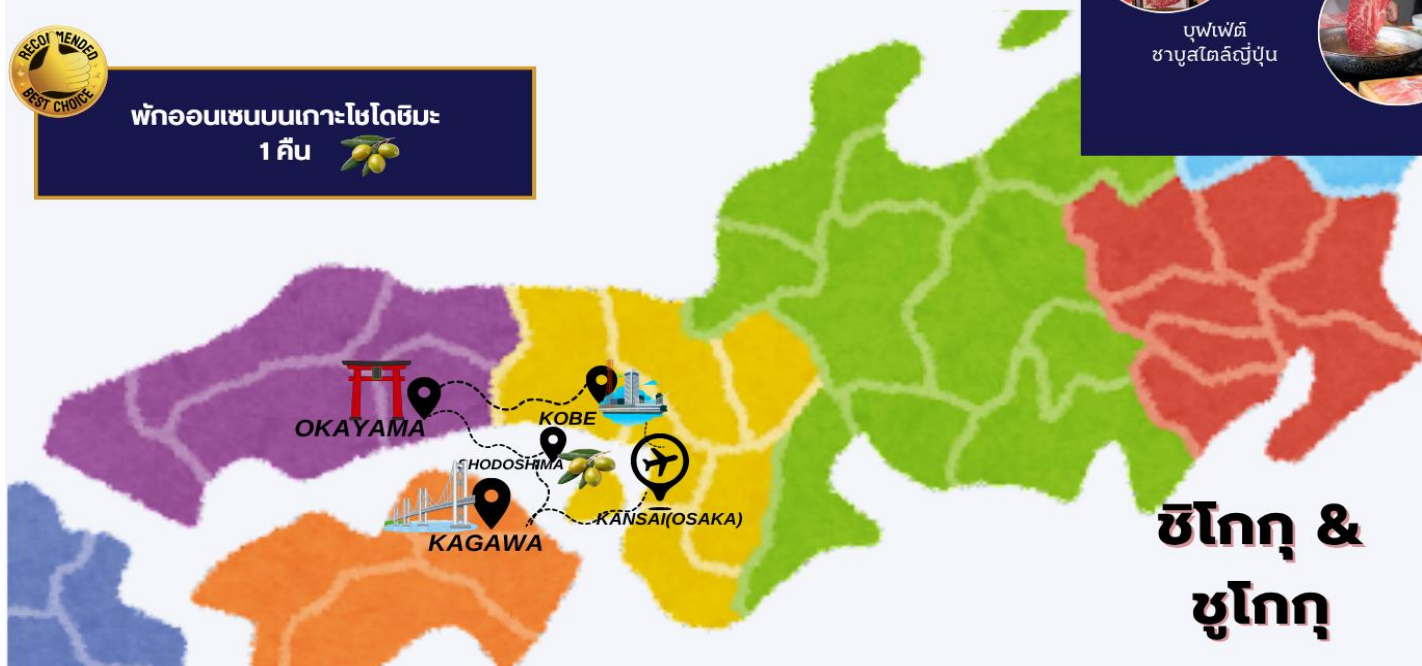 RECOMMENDED
BEST CHOICE
พักออนเซนบนเกาะโชโดชิมะ
1 คืน
บุฟเฟ่ต์
ชาบูสไตล์ญี่ปุ่น
OKAYAMA
KOBE
SHODOSHIMA
KANSAI(OSAKA)
KAGAWA
ชิโกกุ &
ชูโกกุ